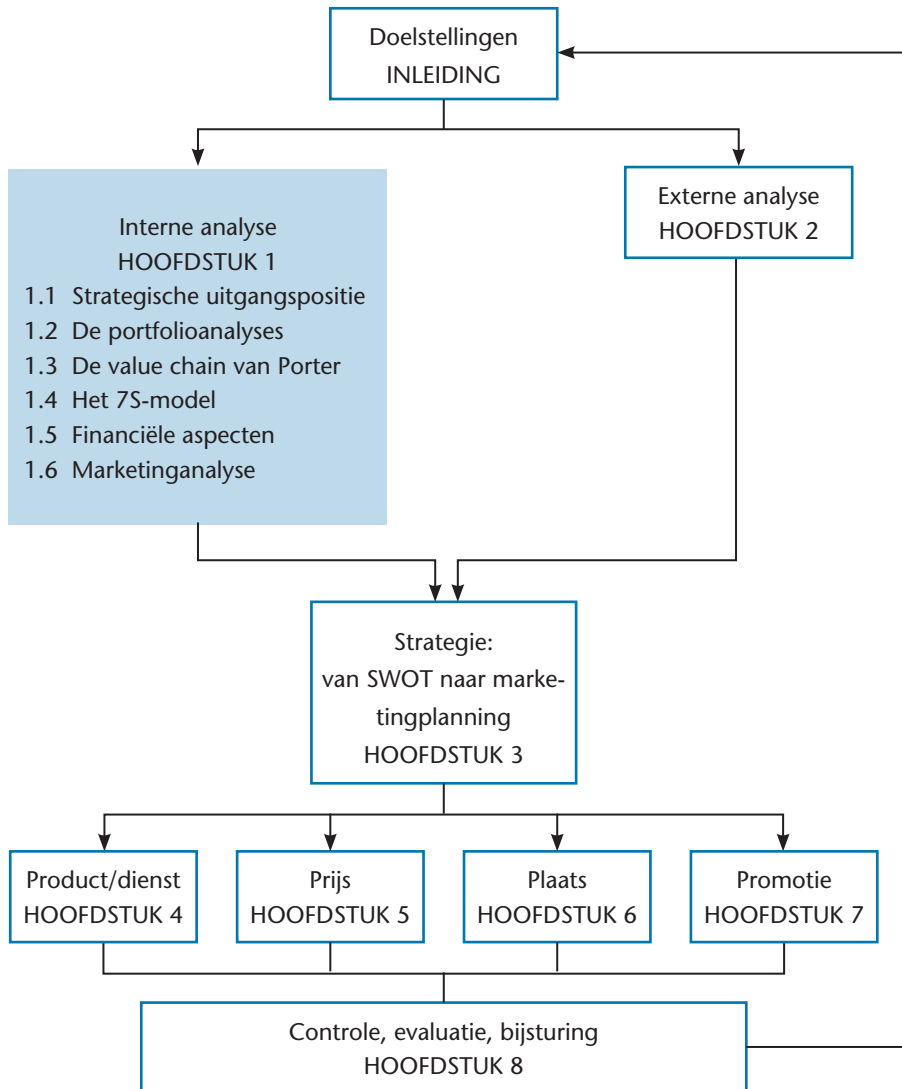 Doelstellingen
INLEIDING
Interne analyse
HOOFDSTUK 1
1.1 Strategische uitgangspositie
1.2 De portfolioanalyses
1.3 De value chain van Porter
1.4 Het 7S-model
1.5 Financiële aspecten
1.6 Marketinganalyse
Externe analyse
HOOFDSTUK 2
Strategie:
van SWOT naar marke-
tingplanning
HOOFDSTUK 3
Product/dienst
HOOFDSTUK 4
Prijs
HOOFDSTUK 5
Plaats
HOOFDSTUK 6
Promotie
HOOFDSTUK 7
Controle, evaluatie, bijsturing
HOOFDSTUK 8